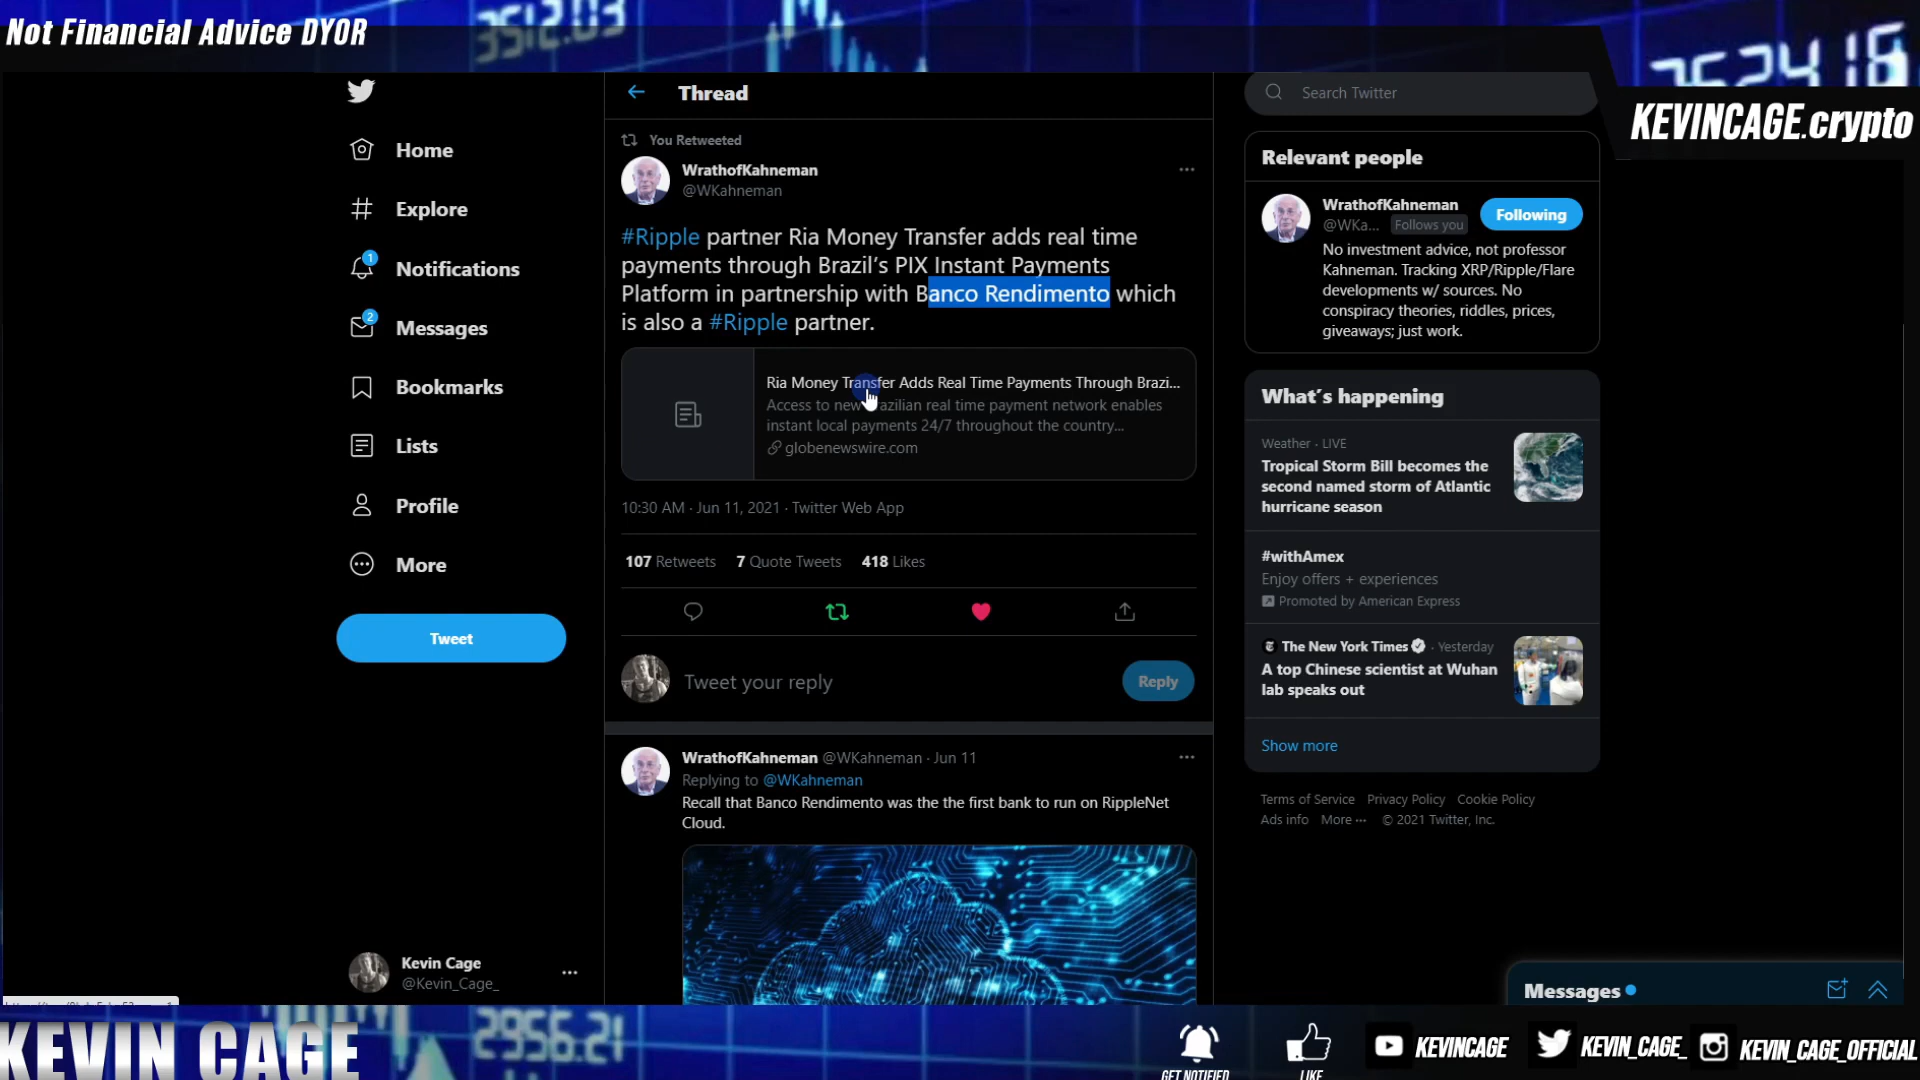 Not Financial Advice DYOR
3512.03
352418
KEVINCAGE.crypto
Thread
Search Twitter
Home
Explore
1
Notifications
2
Messages
Bookmarks
Lists
Profile
More
Tweet
Kevin Cage
@Kevin_Cage_
You Retweeted
WrathofKahneman
@WKahneman
#Ripple partner Ria Money Transfer adds real time
payments through Brazil's PIX Instant Payments
Platform in partnership with Banco Rendimento which
is also a #Ripple partner.
Ria Money Transfer Adds Real Time Payments Through Brazi...
Access to new Brazilian real time payment network enables
instant local payments 24/7 throughout the country...
globenewswire.com
10:30 AM · Jun 11, 2021 · Twitter Web App
107 Retweets 7 Quote Tweets 418 Likes
Tweet your reply
Reply
WrathofKahneman @WKahneman · Jun 11
Replying to @WKahneman
Recall that Banco Rendimento was the the first bank to run on RippleNet
Cloud.
Relevant people
WrathofKahneman
@WKa... Follows you
Following
No investment advice, not professor
Kahneman. Tracking XRP/Ripple/Flare
developments w/ sources. No
conspiracy theories, riddles, prices,
giveaways; just work.
What's happening
Weather · LIVE
Tropical Storm Bill becomes the
second named storm of Atlantic
hurricane season
#withAmex
Enjoy offers + experiences
Promoted by American Express
The New York Times · Yesterday
A top Chinese scientist at Wuhan
lab speaks out
Show more
Terms of Service Privacy Policy Cookie Policy
Ads info More ··· © 2021 Twitter, Inc.
Messages
KEVIN CAGE
2956.21
GET NOTIFIED
LIKE
KEVINCAGE
KEVIN_CAGE_
KEVIN_CAGE_OFFICIAL